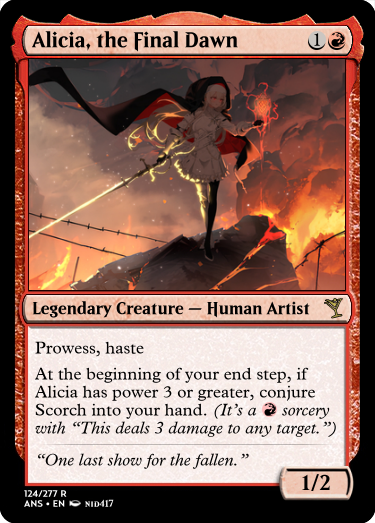 Alicia, the Final Dawn 1
Legendary Creature — Human Artist
Prowess, haste
At the beginning of your end step, if
Alicia has power 3 or greater, conjure
Scorch into your hand. (It's a sorcery
with “This deals 3 damage to any target.”)
“One last show for the fallen.”
1/2
124/277 R
ANS • EN NID417